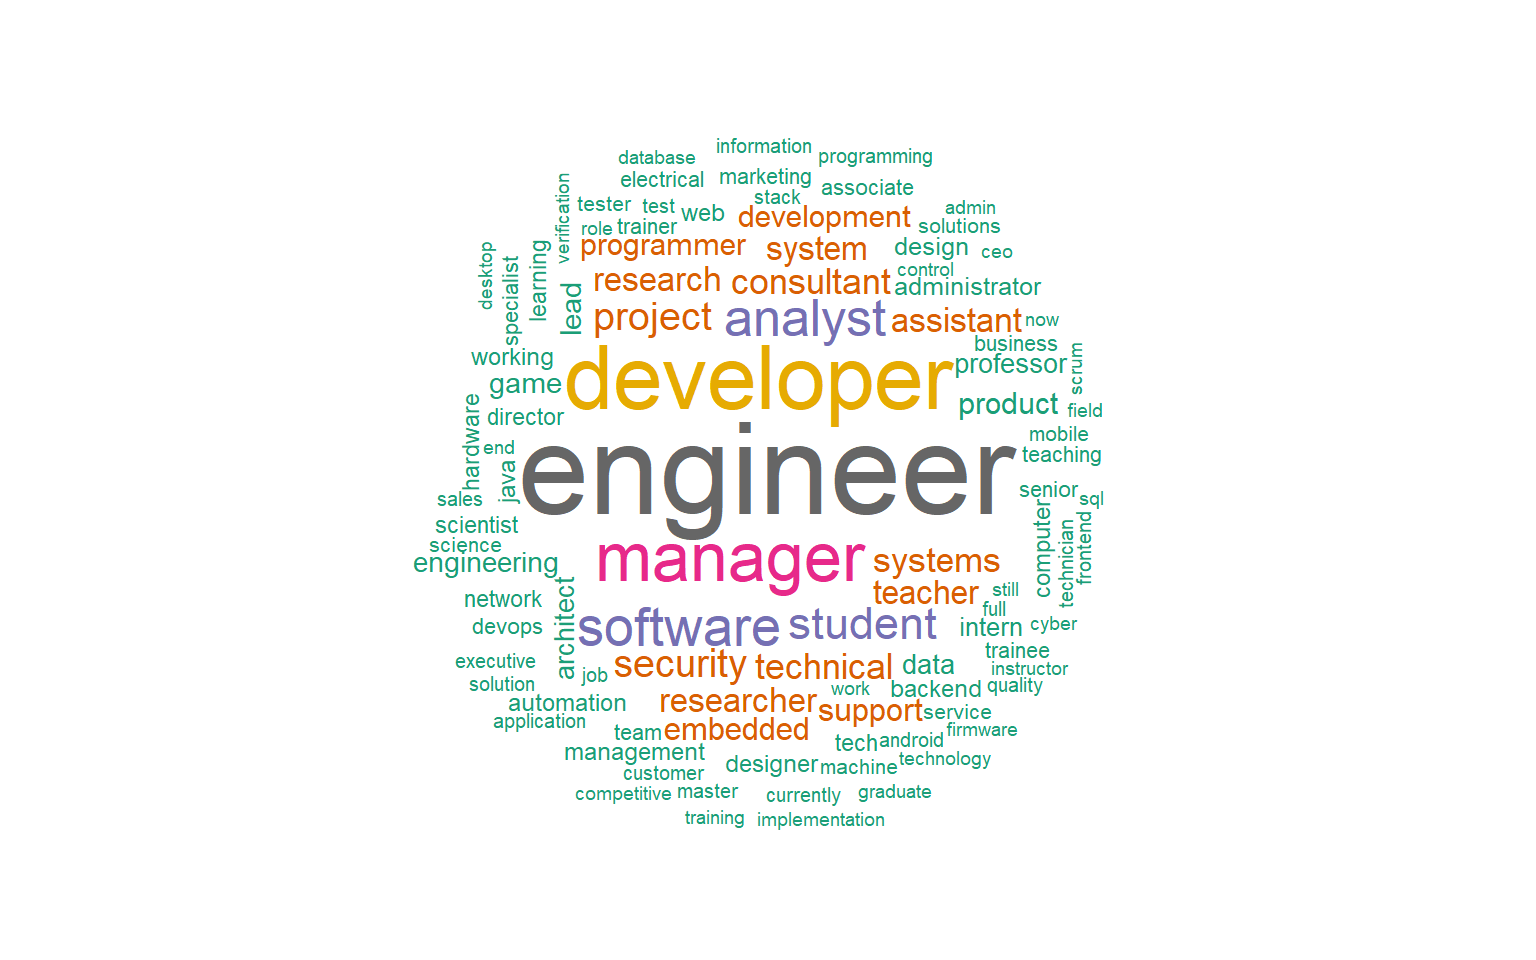 information
database
programming
electrical
marketing
associate
stack
verification
tester
test
web
development
admin
role
trainer
solutions
programmer
system
design
ceo
desktop
specialist
learning
research
consultant
control
administrator
lead
project
analyst
assistant
now
business
working
developer
professor
scrum
game
product
field
director
hardware
end
mobile
teaching
java
engineer
senior
sql
sales
scientist
computer
technician
frontend
science
engineering
manager
systems
architect
teacher
still
network
full
devops
software
student
intern
cyber
executive
security
technical
data
trainee
instructor
job
solution
work
backend
quality
automation
researcher
support
service
application
team
embedded
firmware
tech
android
management
designer
machine
technology
customer
competitive
master
currently
graduate
training
implementation